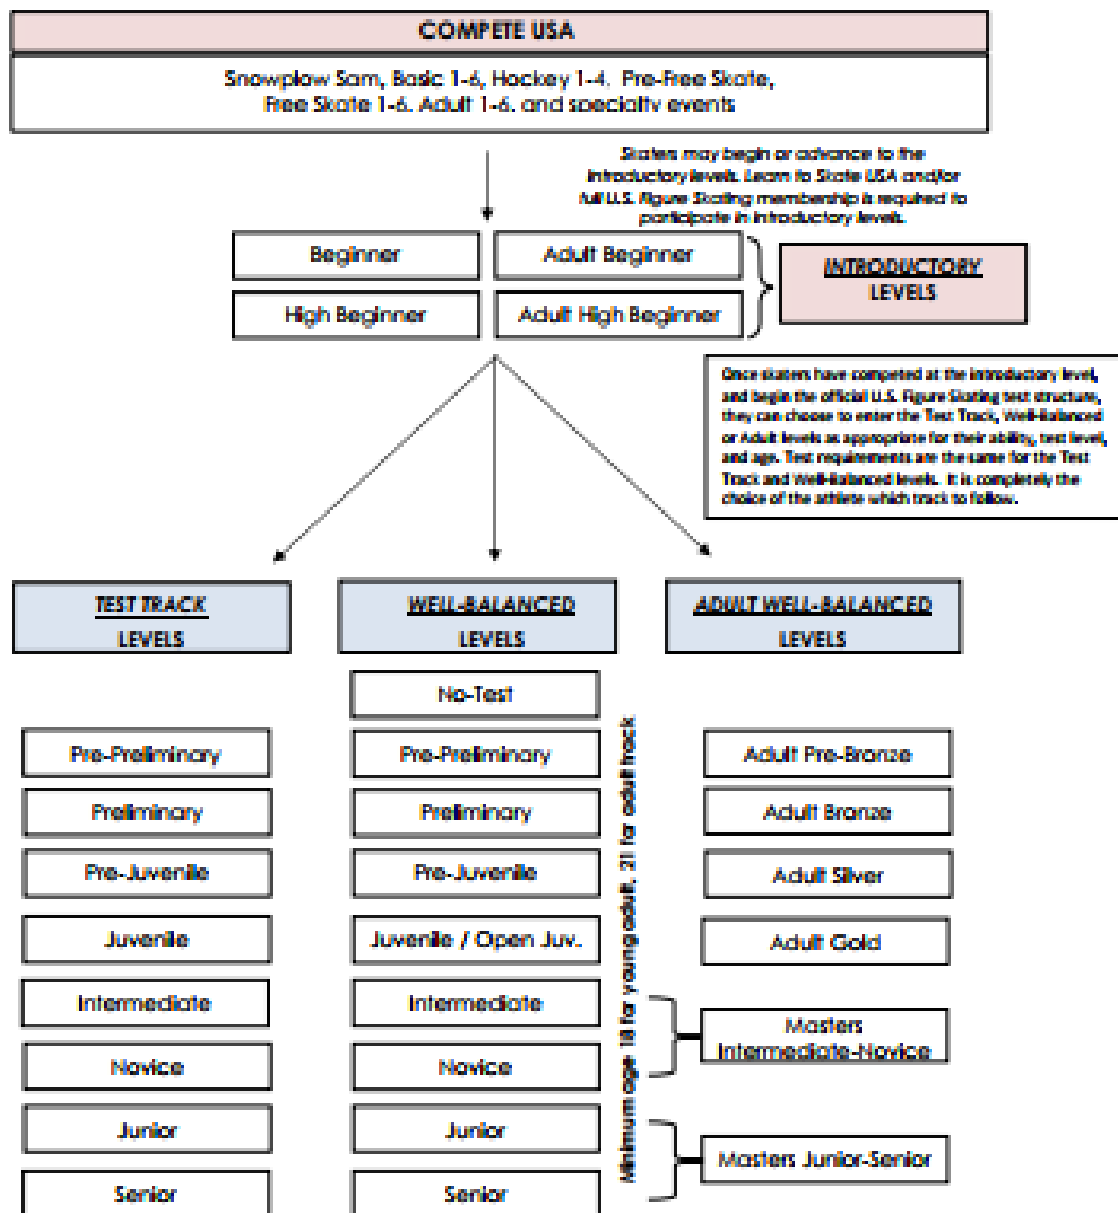 COMPETE USA
Snowplow Sam, Basic 1-6, Hockey 1-4, Pre-Free Skate,
Free Skate 1-6, Adult 1-6, and specialty events
Skaters may begin or advance to the
introductory levels. Learn to Skate USA and/or
full U.S. Figure Skating membership is required to
participate in introductory levels.
Beginner
Adult Beginner
High Beginner
Adult High Beginner
INTRODUCTORY
LEVELS
Once skaters have competed at the introductory level,
and begin the official U.S. Figure Skating test structure,
they can choose to enter the Test Track, Well-Balanced
or Adult levels as appropriate for their ability, test level,
and age. Test requirements are the same for the Test
Track and Well-Balanced levels. It is completely the
choice of the athlete which track to follow.
TEST TRACK
LEVELS
Pre-Preliminary
Preliminary
Pre-Juvenile
Juvenile
Intermediate
Novice
Junior
Senior
WELL-BALANCED
LEVELS
No-Test
Pre-Preliminary
Preliminary
Pre-Juvenile
Juvenile / Open Juv.
Intermediate
Novice
Junior
Senior
Minimum age 18 for young adult, 21 for adult track
ADULT WELL-BALANCED
LEVELS
Adult Pre-Bronze
Adult Bronze
Adult Silver
Adult Gold
Masters
Intermediate-Novice
Masters Junior-Senior